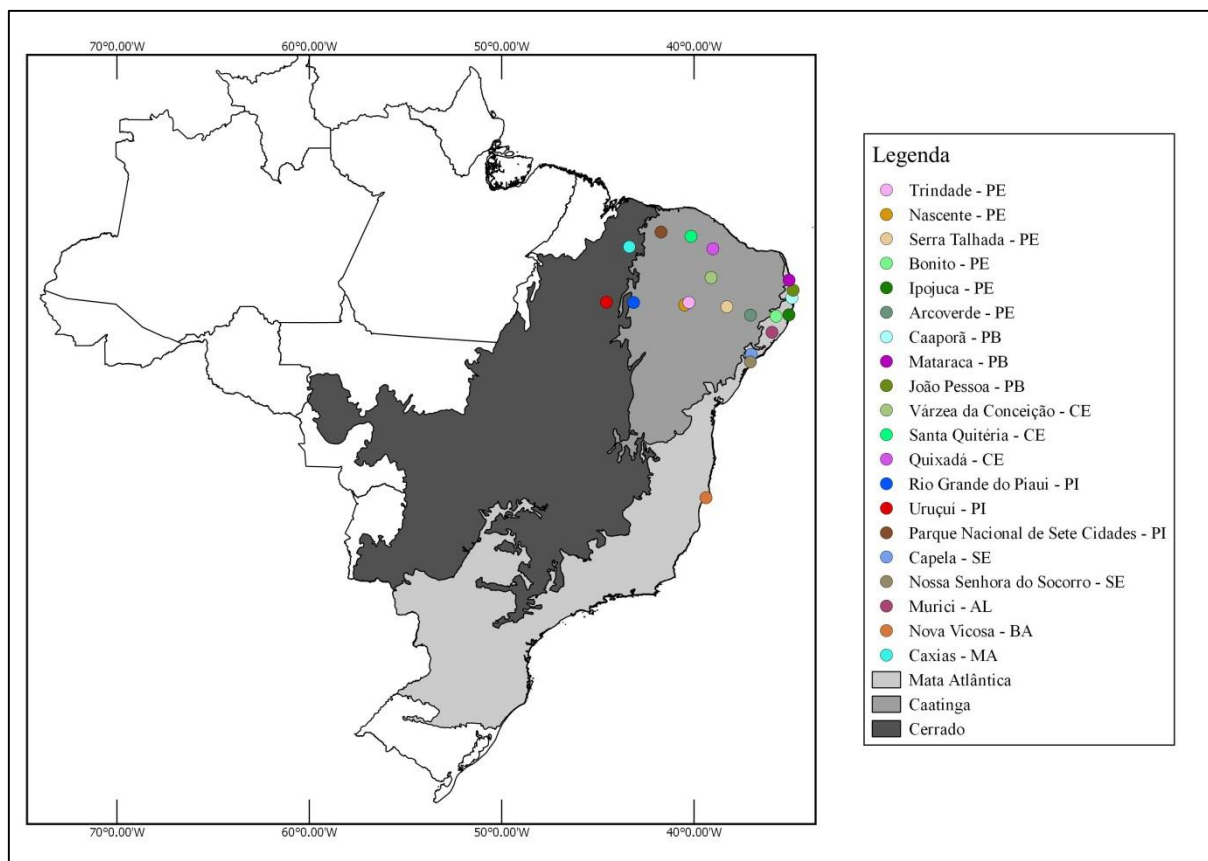 70°0.00'W 60°0.00'W 50°0.00'W 40°0.00'W
Legenda
Trindade - PE
Nascente - PE
Serra Talhada - PE
Bonito - PE
Ipojuca - PE
Arcoverde - PE
Caaporã - PB
Mataraca - PB
João Pessoa - PB
Várzea da Conceição - CE
Santa Quitéria - CE
Quixadá - CE
Rio Grande do Piaui - PI
Uruçuí - PI
Parque Nacional de Sete Cidades - PI
Capela - SE
Nossa Senhora do Socorro - SE
Murici - AL
Nova Vicosa - BA
Caxias - MA
Mata Atlântica
Caatinga
Cerrado
70°0.00'W 60°0.00'W 50°0.00'W 40°0.00'W